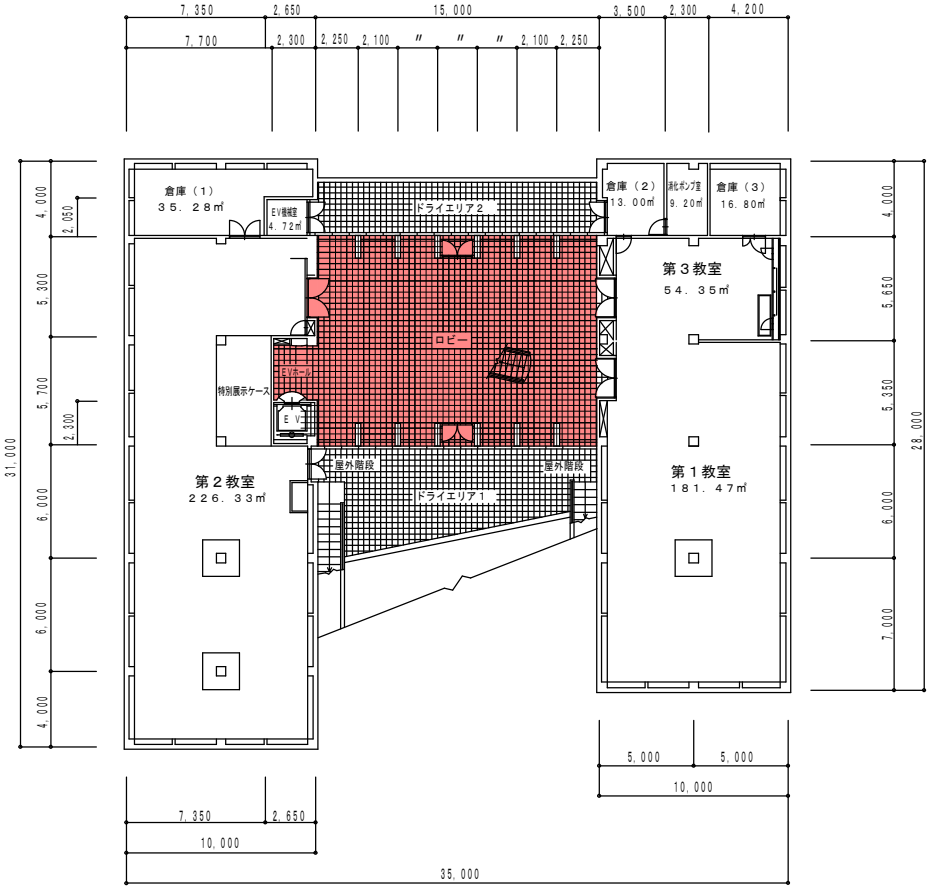 7,350 2,650 15,000 3,500 2,300 4,200
7,700 2,300 2,250 2,100 〃 〃 〃 2,100 2,250
倉庫（1）
35.28㎡
EV機械室
4.72㎡
ドライエリア2
倉庫（2）
13.00㎡
消化ポンプ室
9.20㎡
倉庫（3）
16.80㎡
4,000
2,050
4,000
第3教室
54.35㎡
5,300
5,650
ロビー
EVホール
特別展示ケース
EV
5,700
2,300
5,350
31,000
28,000
屋外階段
屋外階段
第2教室
226.33㎡
ドライエリア1
第1教室
181.47㎡
6,000
6,000
6,000
7,000
4,000
5,000 5,000
10,000
7,350 2,650
10,000
35,000